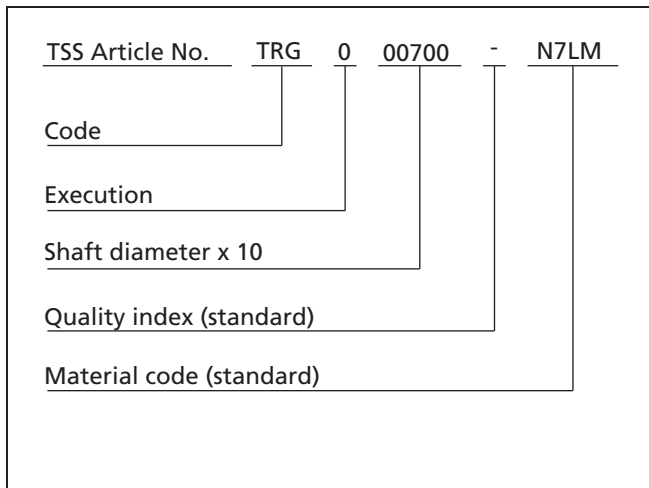 TSS Article No. TRG 0 00700 - N7LM
Code
Execution
Shaft diameter x 10
Quality index (standard)
Material code (standard)